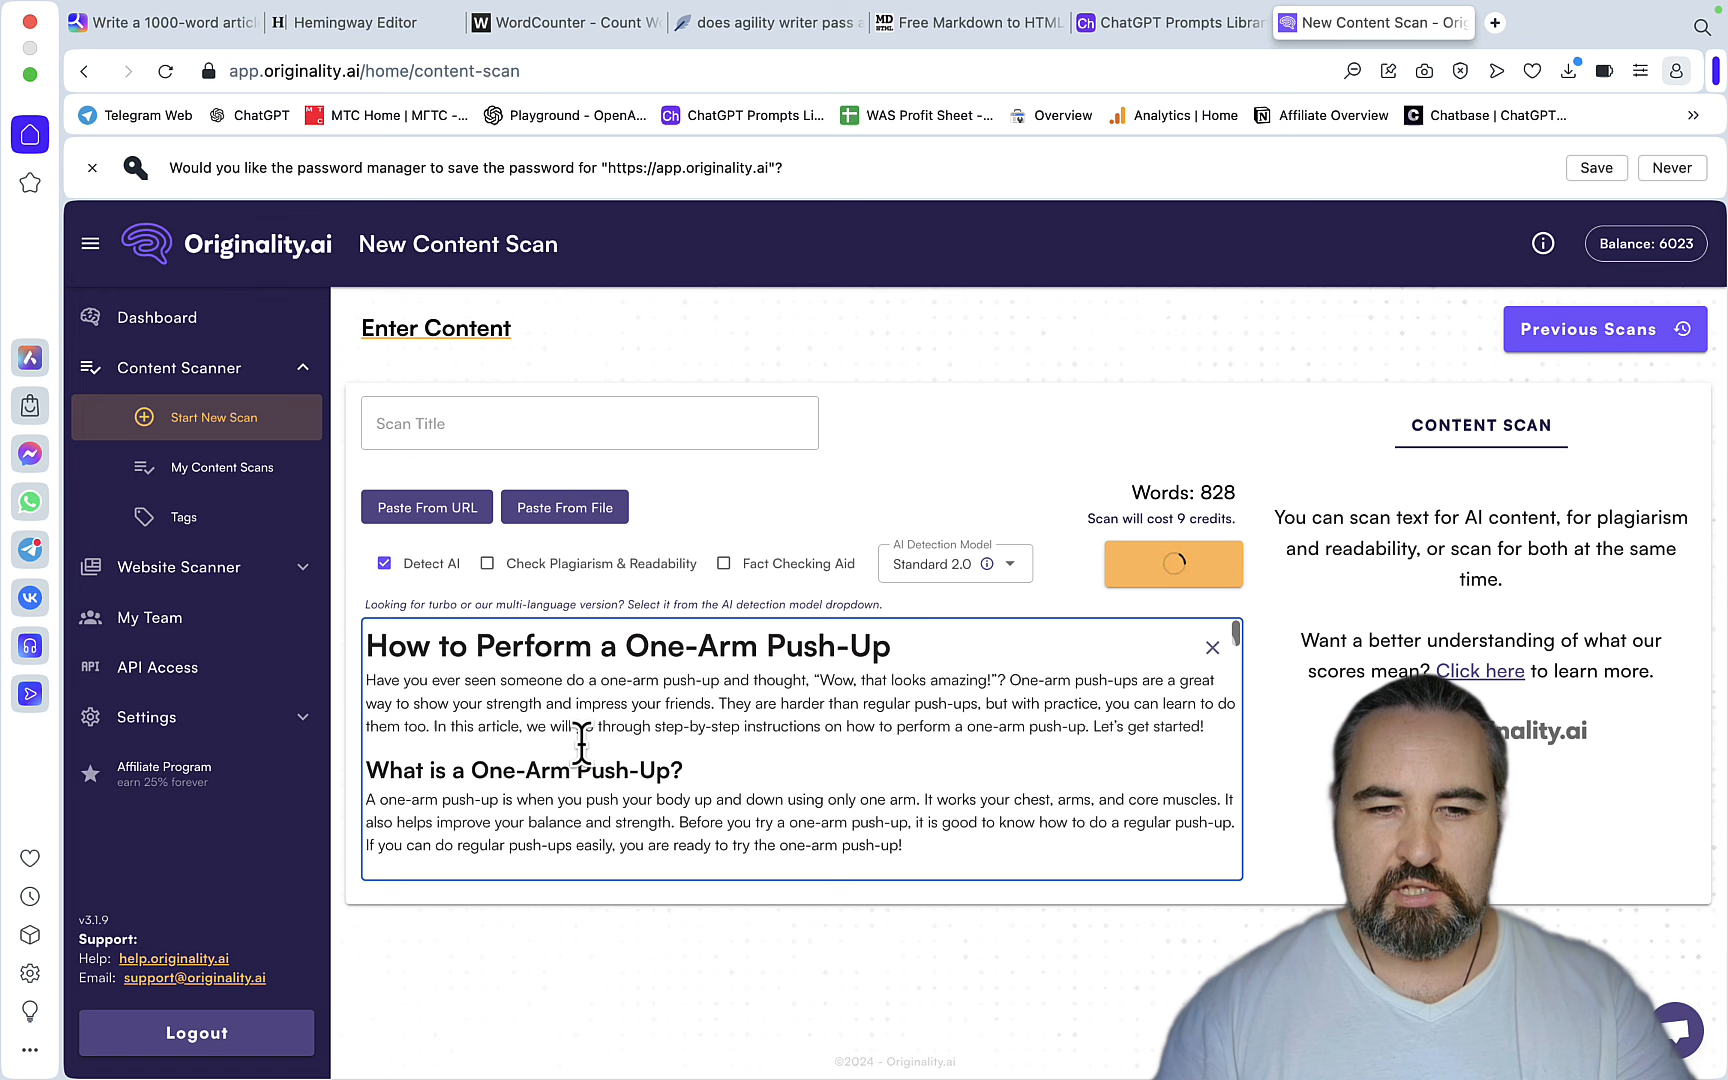 Write a 1000-word artic
Hemingway Editor
WordCounter - Count W
does agility writer pass a
Free Markdown to HTML
ChatGPT Prompts Librar
New Content Scan - Orig
app.originality.ai/home/content-scan
Telegram Web
ChatGPT
МТС Home | МГТС -...
Playground - OpenA...
ChatGPT Prompts Li...
WAS Profit Sheet -...
Overview
Analytics | Home
Affiliate Overview
Chatbase | ChatGPT...
Would you like the password manager to save the password for "https://app.originality.ai"?
Save
Never
Originality.ai
New Content Scan
Balance: 6023
Dashboard
Content Scanner
Start New Scan
My Content Scans
Tags
Website Scanner
My Team
API
API Access
Settings
Affiliate Program
earn 25% forever
v3.1.9
Support:
Help: help.originality.ai
Email: support@originality.ai
Logout
Enter Content
Previous Scans
Scan Title
Paste From URL
Paste From File
Words: 828
Scan will cost 9 credits.
Detect AI
Check Plagiarism & Readability
Fact Checking Aid
AI Detection Model
Standard 2.0
Looking for turbo or our multi-language version? Select it from the AI detection model dropdown.
How to Perform a One-Arm Push-Up
Have you ever seen someone do a one-arm push-up and thought, “Wow, that looks amazing!”? One-arm push-ups are a great
way to show your strength and impress your friends. They are harder than regular push-ups, but with practice, you can learn to do
them too. In this article, we will through step-by-step instructions on how to perform a one-arm push-up. Let’s get started!
What is a One-Arm Push-Up?
A one-arm push-up is when you push your body up and down using only one arm. It works your chest, arms, and core muscles. It
also helps improve your balance and strength. Before you try a one-arm push-up, it is good to know how to do a regular push-up.
If you can do regular push-ups easily, you are ready to try the one-arm push-up!
CONTENT SCAN
You can scan text for AI content, for plagiarism
and readability, or scan for both at the same
time.
Want a better understanding of what our
scores mean? Click here to learn more.
nality.ai
©2024 - Originality.ai